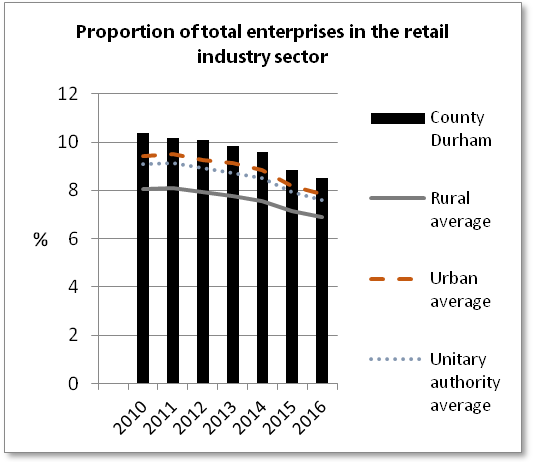 Proportion of total enterprises in the retail
industry sector
12
10
8
6
4
2
0
%
2010
2011
2012
2013
2014
2015
2016
County
Durham
Rural
average
Urban
average
Unitary
authority
average